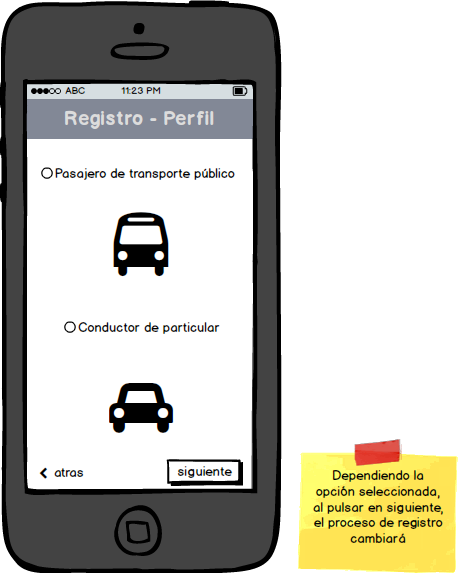 ABC 11:23 PM
Registro - Perfil
Pasajero de transporte público
Conductor de particular
atras
siguiente
Dependiendo la
opción seleccionada,
al pulsar en siguiente,
el proceso de registro
cambiará